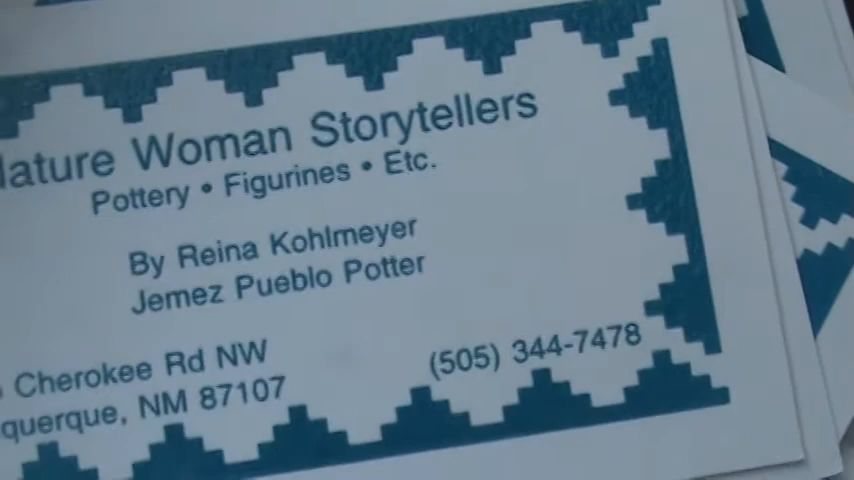 Nature Woman Storytellers
Pottery • Figurines • Etc.
By Reina Kohlmeyer
Jemez Pueblo Potter
Cherokee Rd NW
querque, NM 87107
(505) 344-7478